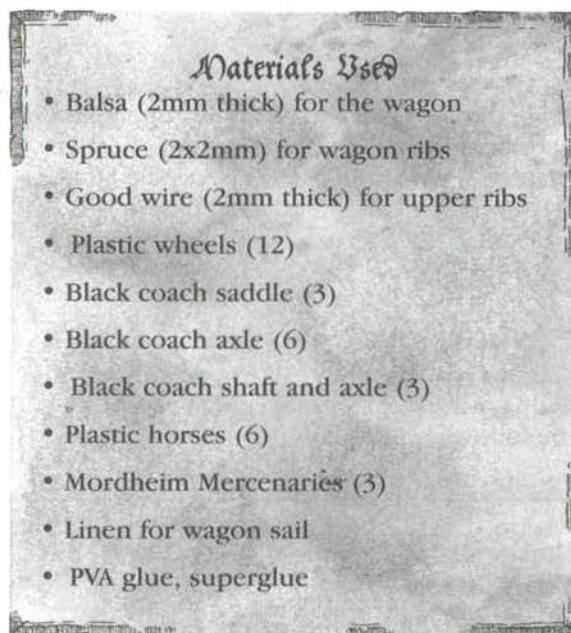 Materials Used
• Balsa (2mm thick) for the wagon
• Spruce (2x2mm) for wagon ribs
• Good wire (2mm thick) for upper ribs
• Plastic wheels (12)
• Black coach saddle (3)
• Black coach axle (6)
• Black coach shaft and axle (3)
• Plastic horses (6)
• Mordheim Mercenaries (3)
• Linen for wagon sail
• PVA glue, superglue